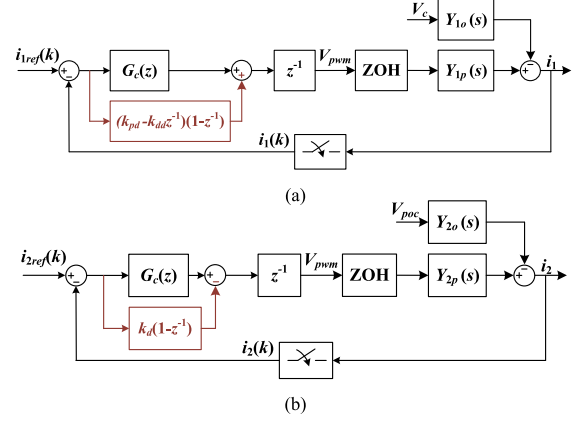 V_c
Y_1o(s)
i_1ref(k)
G_c(z)
z^-1
V_pwm
ZOH
Y_1p(s)
i_1
(k_pd-k_ddz^-1)(1-z^-1)
i_1(k)
(a)
V_poc
Y_2o(s)
i_2ref(k)
G_c(z)
z^-1
V_pwm
ZOH
Y_2p(s)
i_2
k_d(1-z^-1)
i_2(k)
(b)